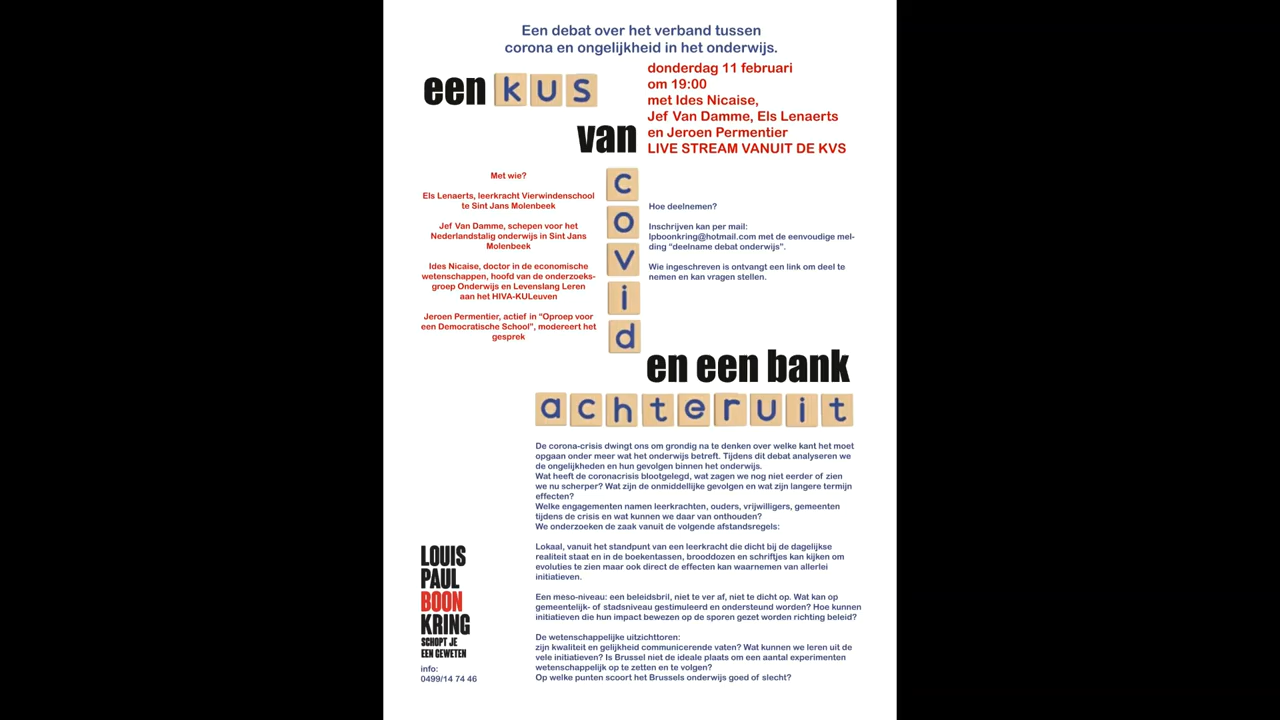 Een debat over het verband tussen
corona en ongelijkheid in het onderwijs.
een kus
van
covid
en een bank
achteruit
donderdag 11 februari
om 19:00
met Ides Nicaise,
Jef Van Damme, Els Lenaerts
en Jeroen Permentier
LIVE STREAM VANUIT DE KVS
Met wie?
Els Lenaerts, leerkracht Vierwindenschool
te Sint Jans Molenbeek
Jef Van Damme, schepen voor het
Nederlandstalig onderwijs in Sint Jans
Molenbeek
Ides Nicaise, doctor in de economische
wetenschappen, hoofd van de onderzoeks-
groep Onderwijs en Levenslang Leren
aan het HIVA-KULeuven
Jeroen Permentier, actief in "Oproep voor
een Democratische School", modereert het
gesprek
Hoe deelnemen?
Inschrijven kan per mail:
lpboonkring@hotmail.com met de eenvoudige mel-
ding "deelname debat onderwijs".
Wie ingeschreven is ontvangt een link om deel te
nemen en kan vragen stellen.
De corona-crisis dwingt ons om grondig na te denken over welke kant het moet
opgaan onder meer wat het onderwijs betreft. Tijdens dit debat analyseren we
de ongelijkheden en hun gevolgen binnen het onderwijs.
Wat heeft de coronacrisis blootgelegd, wat zagen we nog niet eerder of zien
we nu scherper? Wat zijn de onmiddellijke gevolgen en wat zijn langere termijn
effecten?
Welke engagementen namen leerkrachten, ouders, vrijwilligers, gemeenten
tijdens de crisis en wat kunnen we daar van onthouden?
We onderzoeken de zaak vanuit de volgende afstandsregels:
Lokaal, vanuit het standpunt van een leerkracht die dicht bij de dagelijkse
realiteit staat en in de boekentassen, brooddozen en schriftjes kan kijken om
evoluties te zien maar ook direct de effecten kan waarnemen van allerlei
initiatieven.
Een meso-niveau: een beleidsbril, niet te ver af, niet te dicht op. Wat kan op
gemeentelijk- of stadsniveau gestimuleerd en ondersteund worden? Hoe kunnen
initiatieven die hun impact bewezen op de sporen gezet worden richting beleid?
De wetenschappelijke uitzichttoren:
zijn kwaliteit en gelijkheid communicerende vaten? Wat kunnen we leren uit de
vele initiatieven? Is Brussel niet de ideale plaats om een aantal experimenten
wetenschappelijk op te zetten en te volgen?
Op welke punten scoort het Brussels onderwijs goed of slecht?
LOUIS
PAUL
BOON
KRING
SCHOPT JE
EEN GEWETEN
info:
0499/14 74 46